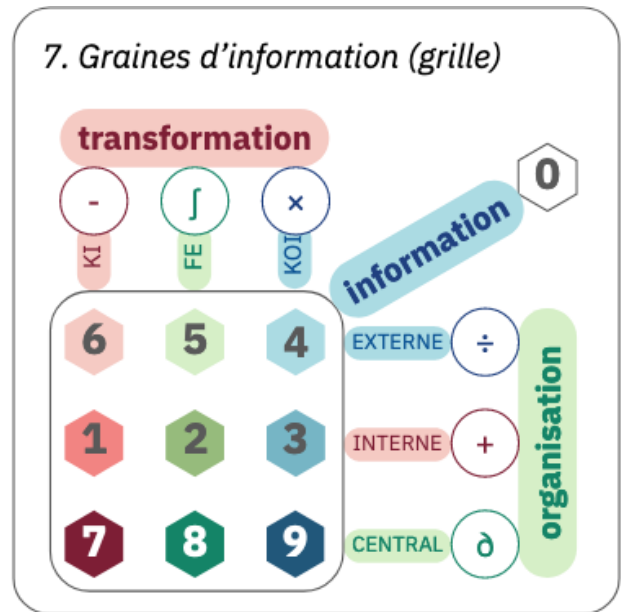 7. Graines d’information (grille)
transformation
0
- ∫ ×
KI FE KOI
information
6 5 4 EXTERNE ÷
1 2 3 INTERNE +
7 8 9 CENTRAL ∂
organisation